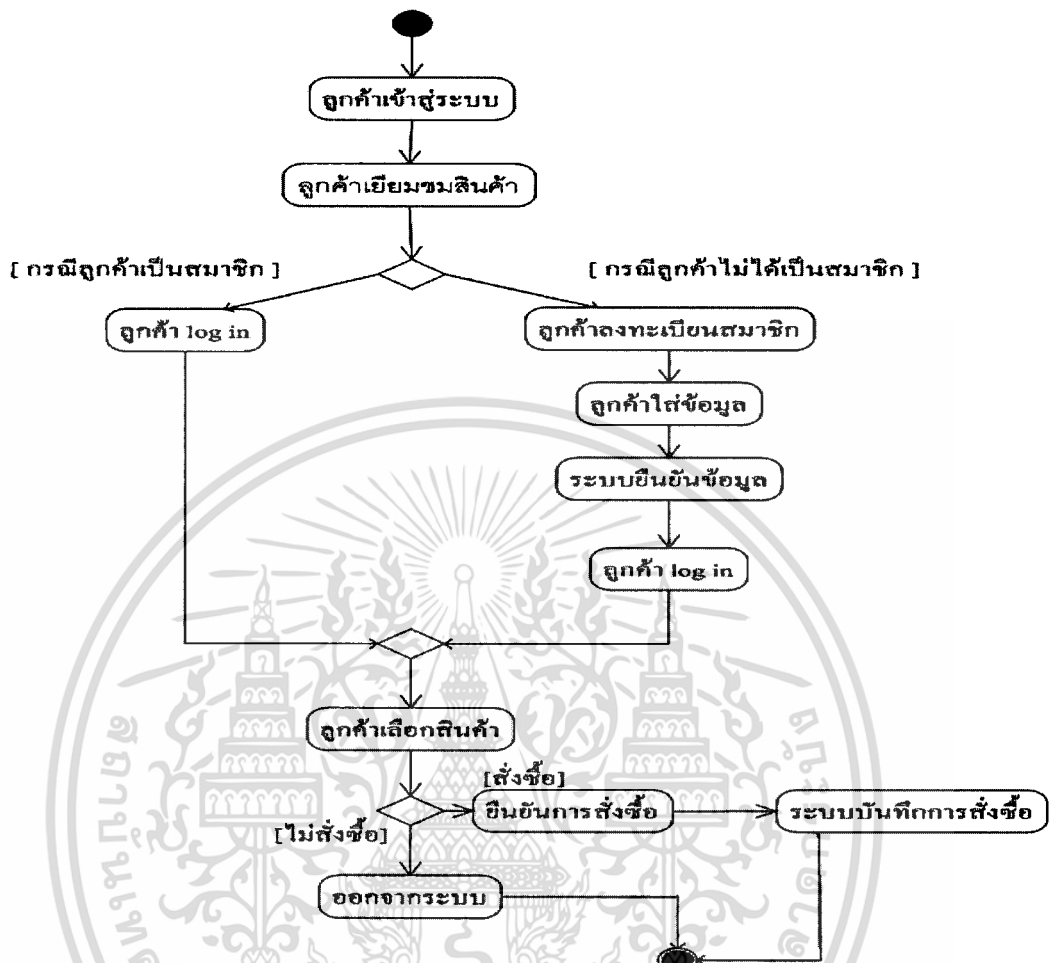 ลูกค้าเข้าสู่ระบบ
ลูกค้าเยี่ยมชมสินค้า
[ กรณีลูกค้าเป็นสมาชิก ]
[ กรณีลูกค้าไม่ได้เป็นสมาชิก ]
ลูกค้า log in
ลูกค้าลงทะเบียนสมาชิก
ลูกค้าใส่ข้อมูล
ระบบยืนยันข้อมูล
ลูกค้า log in
ลูกค้าเลือกสินค้า
[สั่งซื้อ]
ยืนยันการสั่งซื้อ
ระบบบันทึกการสั่งซื้อ
[ไม่สั่งซื้อ]
ออกจากระบบ